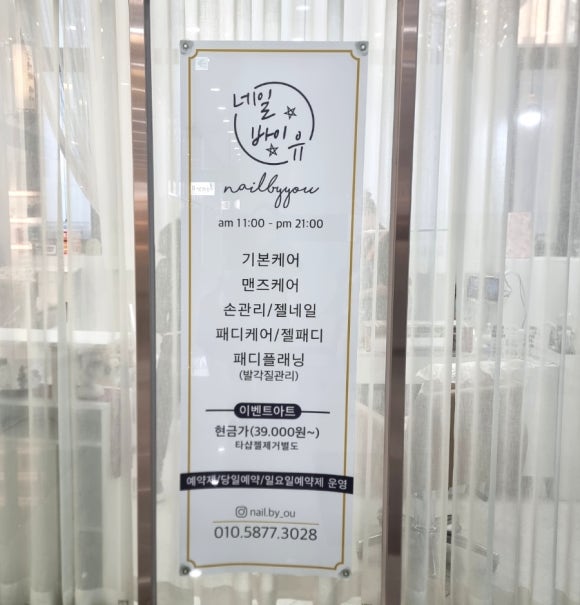 네일
바이유
nailbyyou
am 11:00 - pm 21:00
기본케어
맨즈케어
손관리/젤네일
패디케어/젤패디
패디플래닝
(발각질관리)
이벤트아트
현금가(39.000원~)
타샵젤제거별도
예약제/당일예약/일요일예약제 운영
nail.by_ou
010.5877.3028